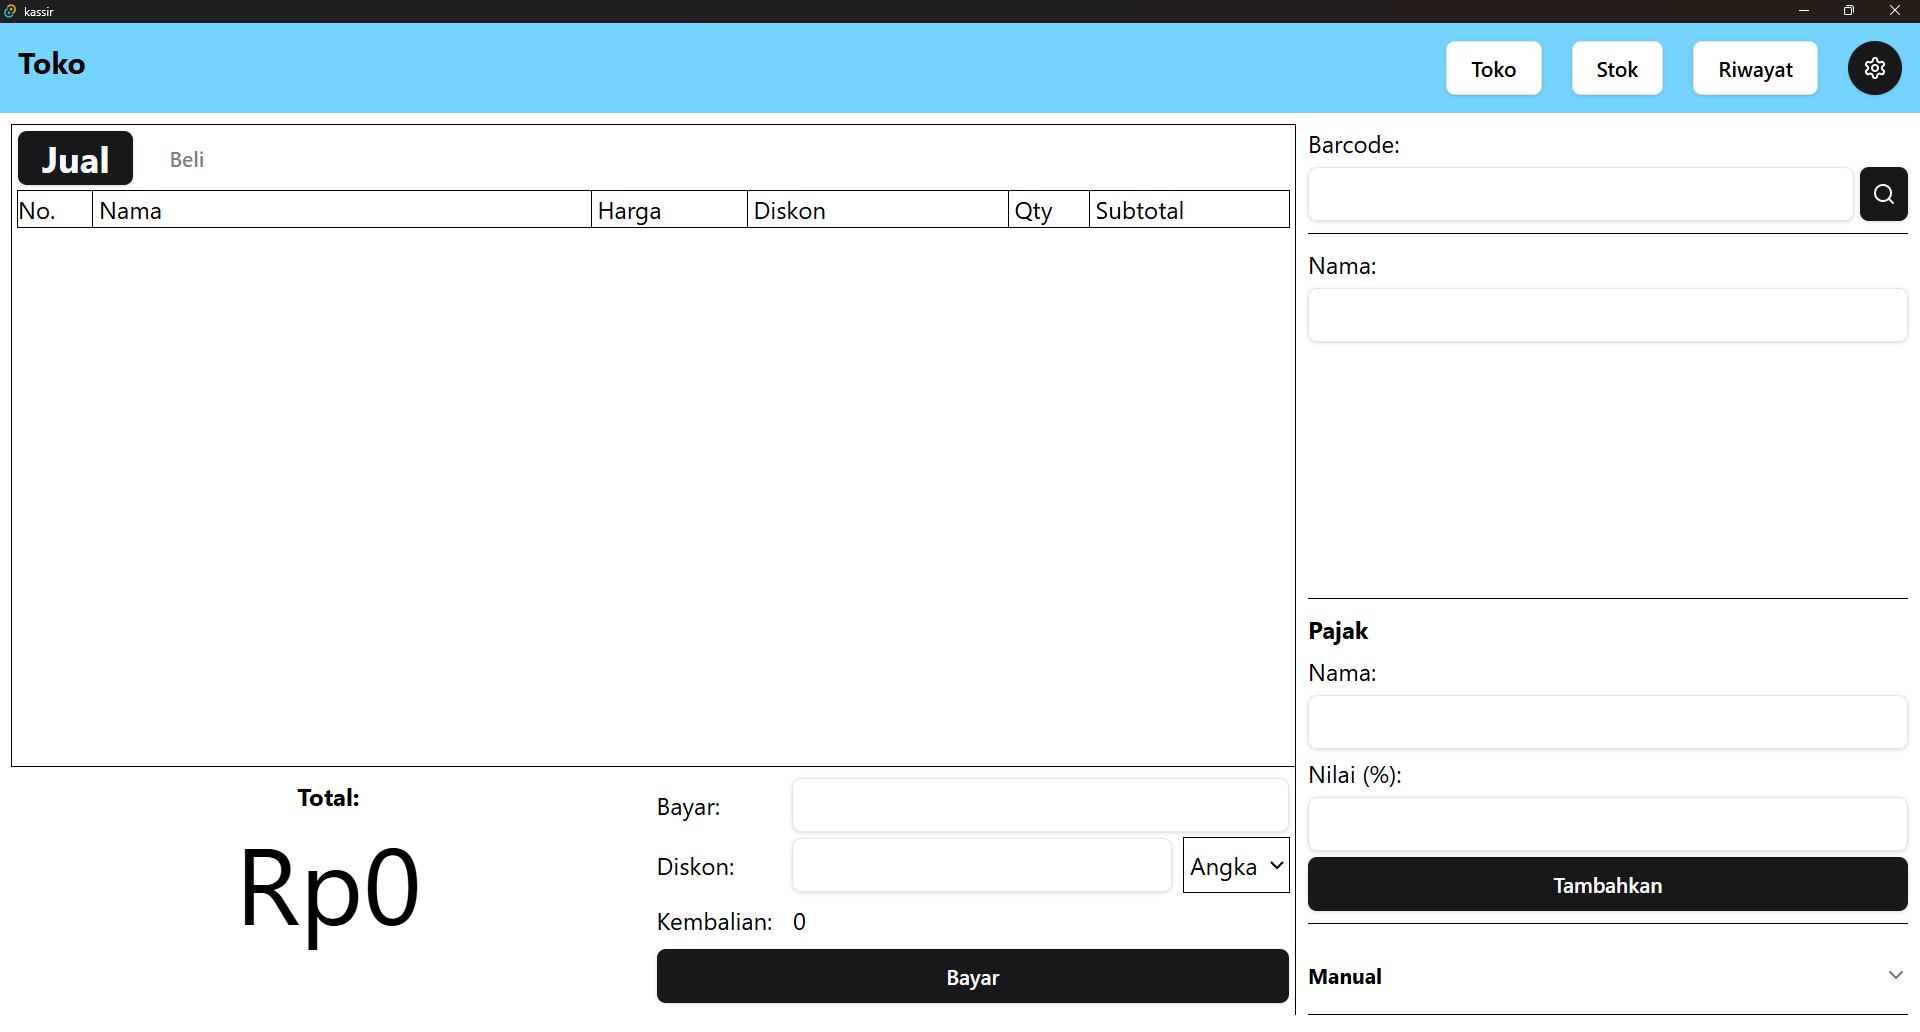 kassir
Toko
Toko
Stok
Riwayat
Jual
Beli
No.
Nama
Harga
Diskon
Qty
Subtotal
Total:
Rp0
Bayar:
Diskon:
Angka
Kembalian: 0
Bayar
Barcode:
Nama:
Pajak
Nama:
Nilai (%):
Tambahkan
Manual